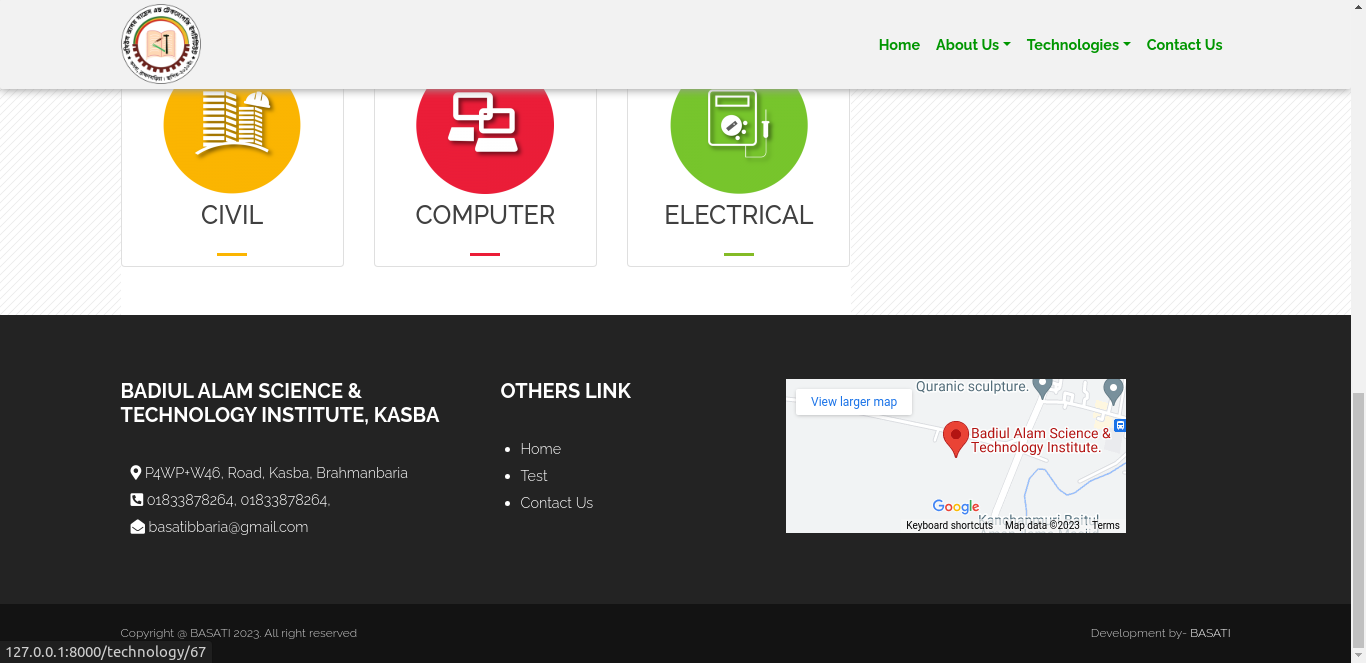 Home About Us Technologies Contact Us
CIVIL COMPUTER ELECTRICAL
BADIUL ALAM SCIENCE &
TECHNOLOGY INSTITUTE, KASBA
P4WP+W46, Road, Kasba, Brahmanbaria
01833878264, 01833878264,
basatibbaria@gmail.com
OTHERS LINK
Home
Test
Contact Us
Quranic sculpture.
View larger map
Badiul Alam Science &
Technology Institute.
Google
Keyboard shortcuts Map data ©2023 Terms
Copyright @ BASATI 2023. All right reserved
Development by- BASATI
127.0.0.1:8000/technology/67